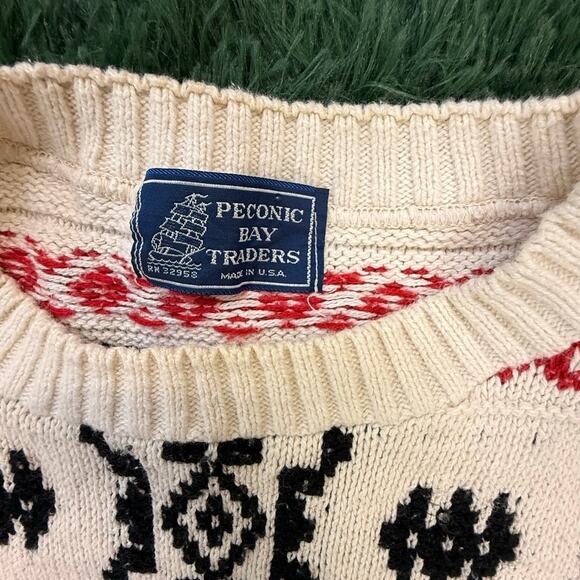 PECONIC
BAY
TRADERS
MADE IN U.S.A.
RN 32958